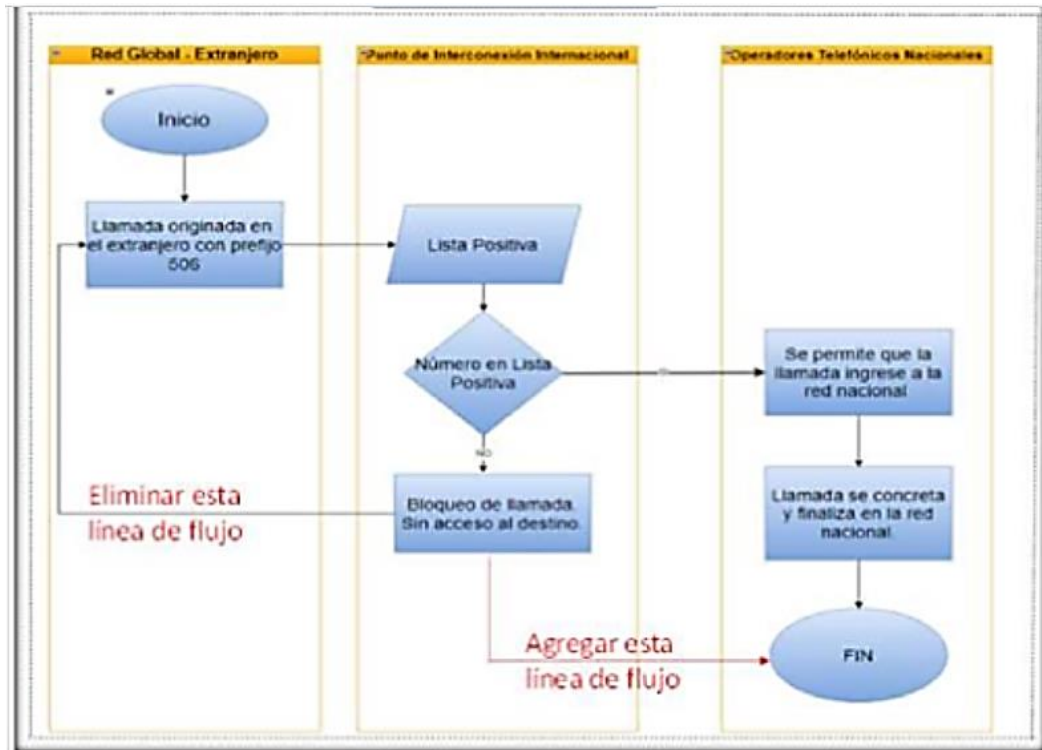 Red Global - Extranjero
Punto de Interconexión Internacional
Operadores Telefónicos Nacionales
Inicio
Llamada originada en
el extranjero con prefijo
506
Lista Positiva
Número en Lista
Positiva
Se permite que la
llamada ingrese a la
red nacional
NO
Eliminar esta
línea de flujo
Bloqueo de llamada.
Sin acceso al destino.
Llamada se concreta
y finaliza en la red
nacional.
Agregar esta
línea de flujo
FIN